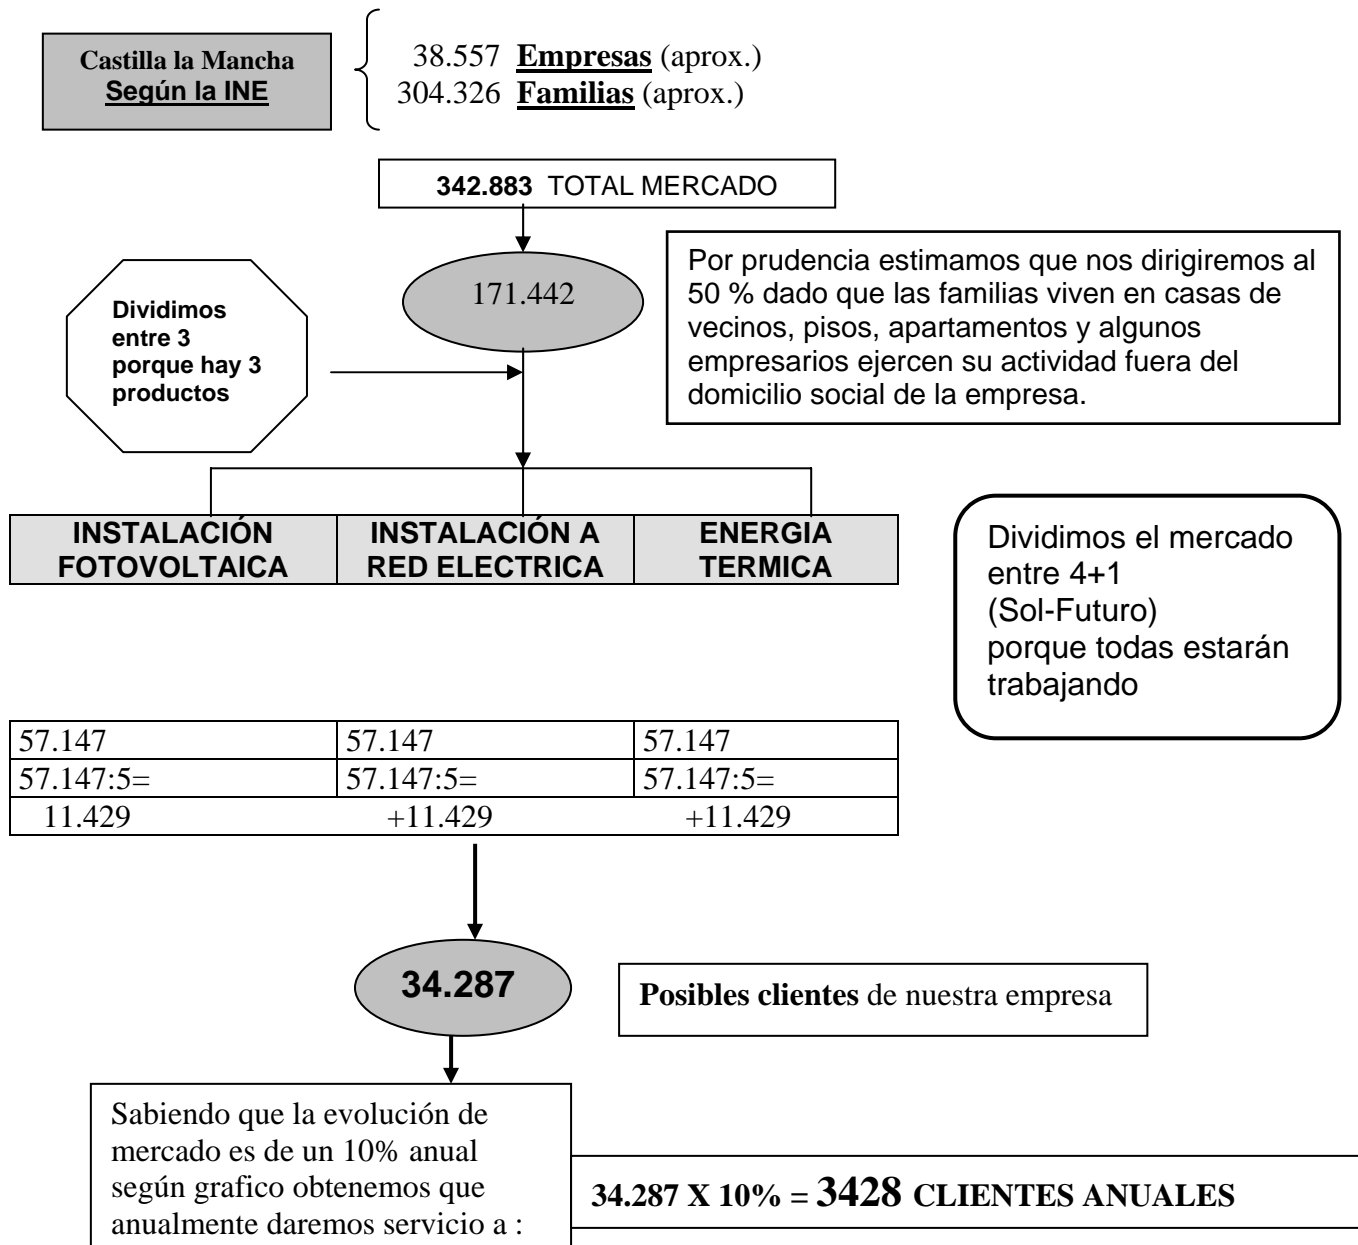 Castilla la Mancha
Según la INE
38.557 Empresas (aprox.)
304.326 Familias (aprox.)
342.883 TOTAL MERCADO
171.442
Por prudencia estimamos que nos dirigiremos al
50 % dado que las familias viven en casas de
vecinos, pisos, apartamentos y algunos
empresarios ejercen su actividad fuera del
domicilio social de la empresa.
Dividimos
entre 3
porque hay 3
productos
INSTALACIÓN FOTOVOLTAICA
INSTALACIÓN A RED ELECTRICA
ENERGIA TERMICA
Dividimos el mercado
entre 4+1
(Sol-Futuro)
porque todas estarán
trabajando
57.147 57.147 57.147
57.147:5= 57.147:5= 57.147:5=
11.429 +11.429 +11.429
34.287
Posibles clientes de nuestra empresa
Sabiendo que la evolución de
mercado es de un 10% anual
según grafico obtenemos que
anualmente daremos servicio a :
34.287 X 10% = 3428 CLIENTES ANUALES